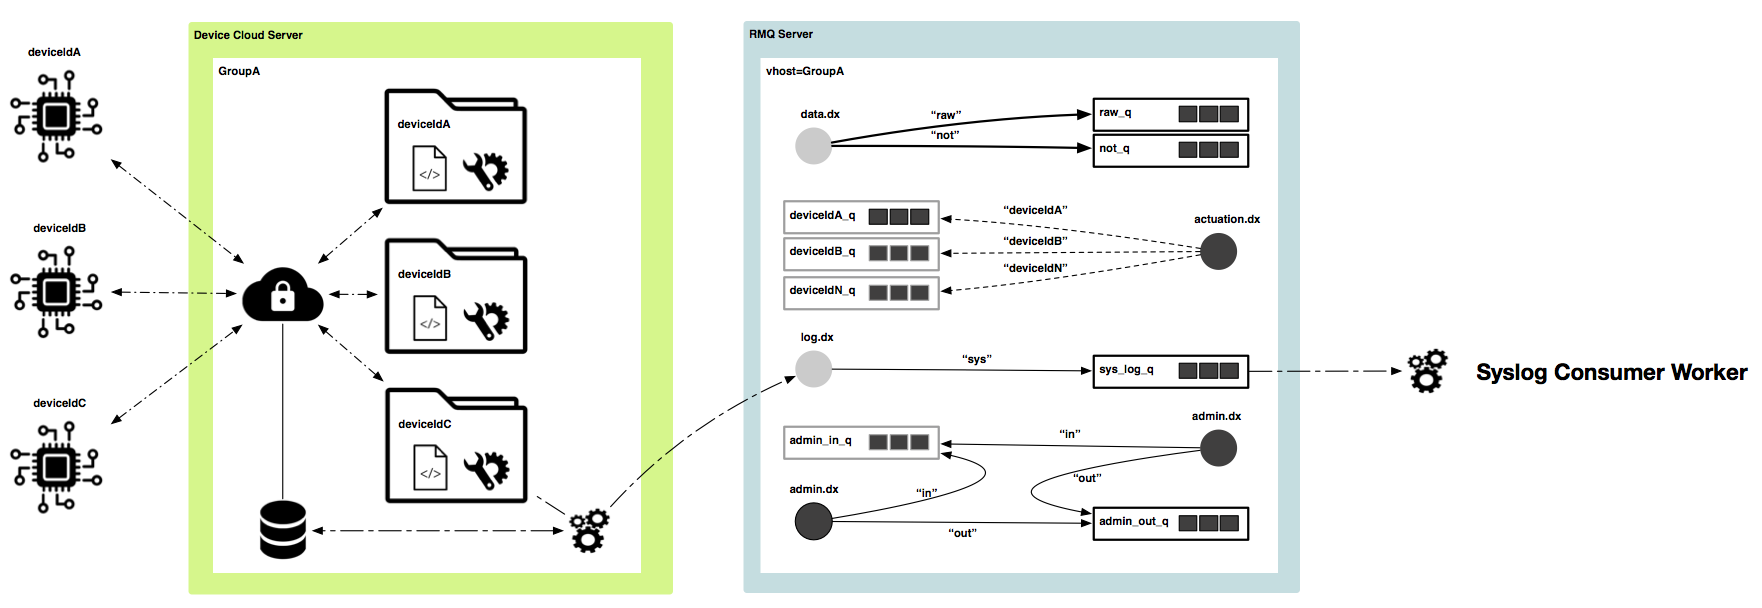 deviceIdA
deviceIdB
deviceIdC
Device Cloud Server
GroupA
deviceIdA
</>
deviceIdB
</>
deviceIdC
</>
RMQ Server
vhost=GroupA
data.dx
“raw”
“not”
raw_q
not_q
deviceIdA_q
deviceIdB_q
deviceIdN_q
“deviceIdA”
“deviceIdB”
“deviceIdN”
actuation.dx
log.dx
“sys”
sys_log_q
Syslog Consumer Worker
admin.dx
“in”
admin_in_q
“out”
admin.dx
“in”
“out”
admin_out_q